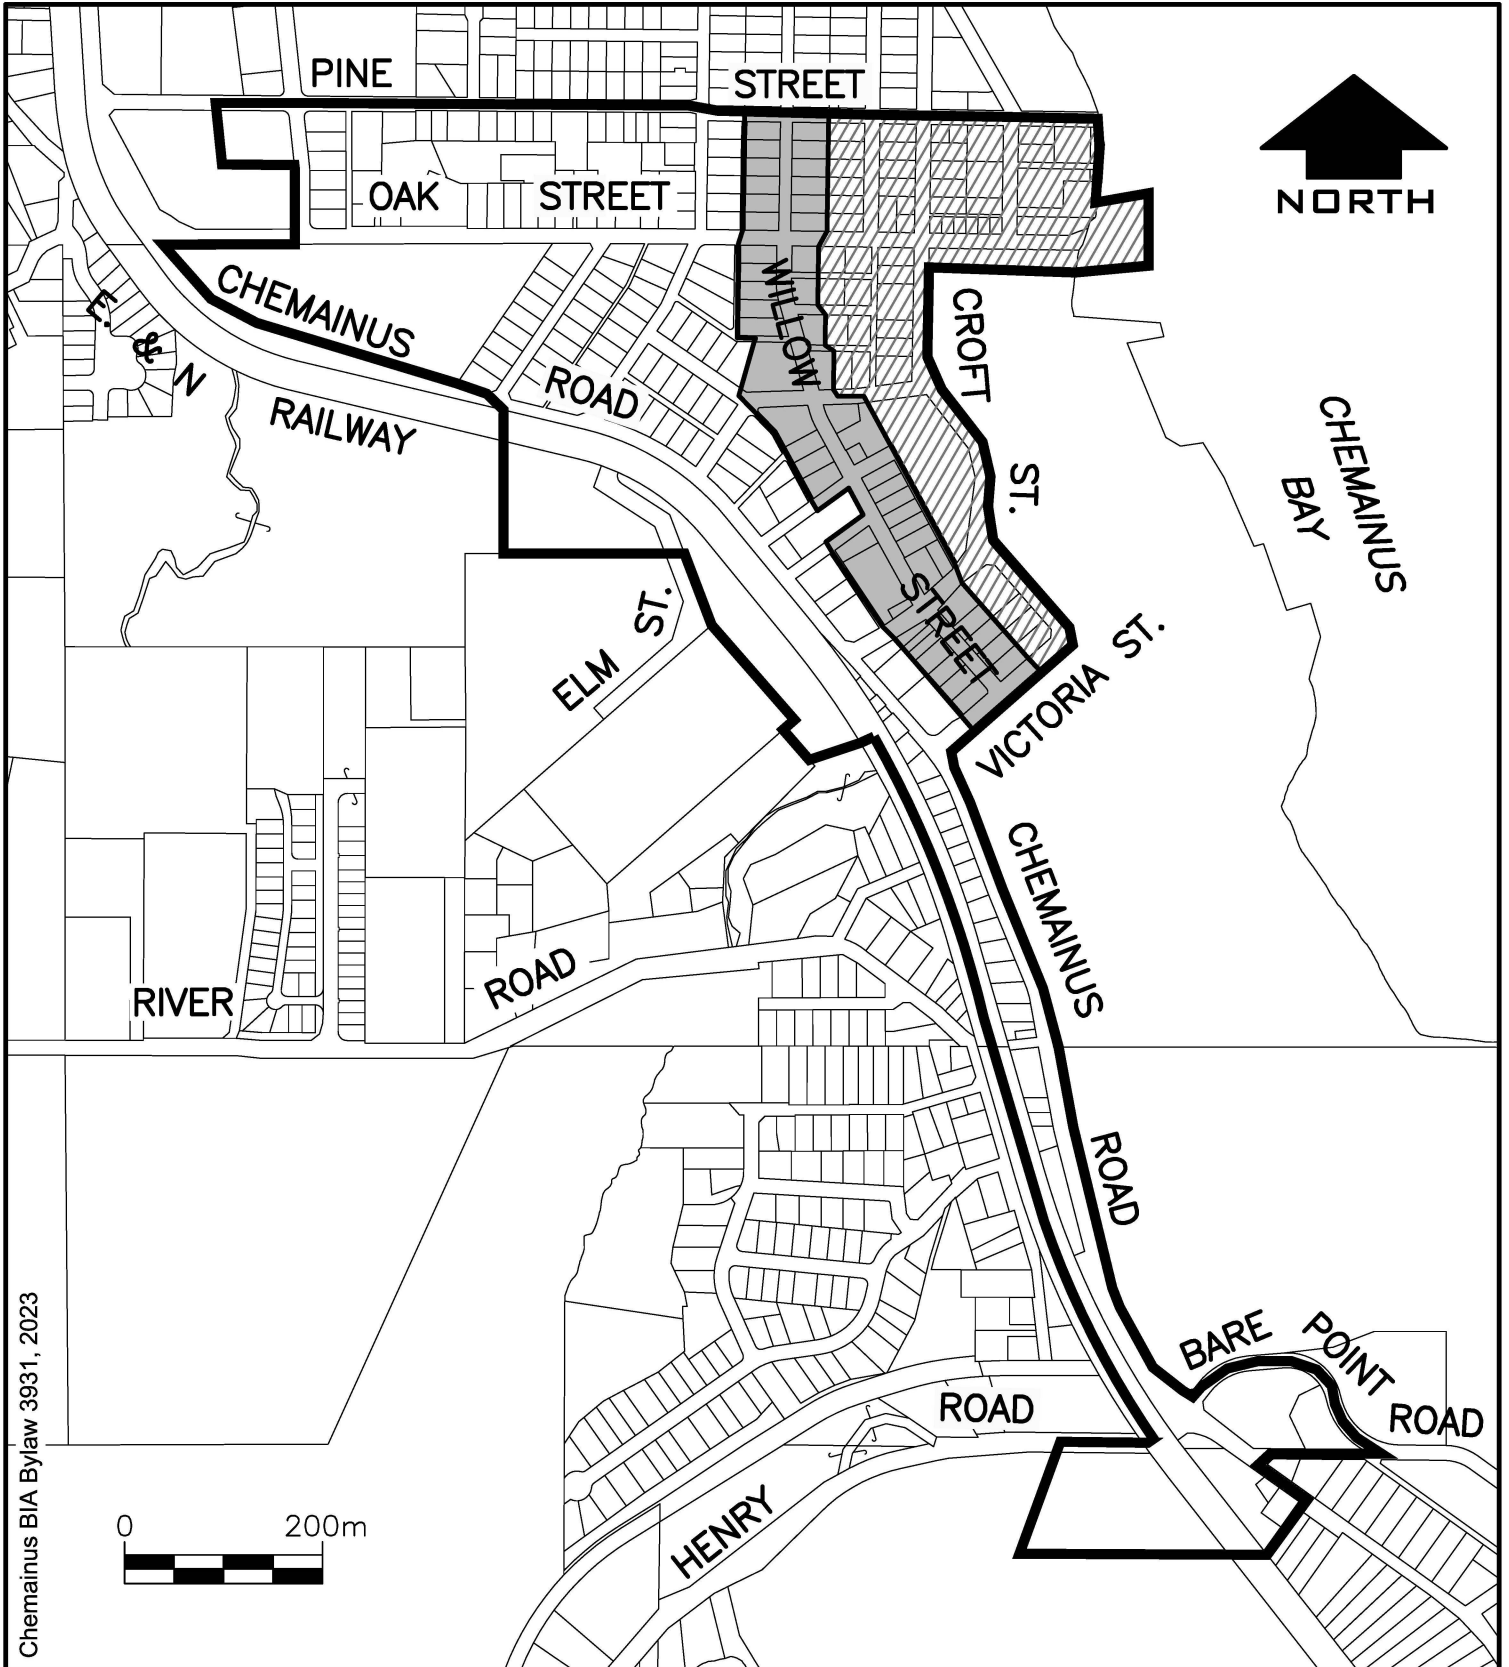 PINE
STREET
NORTH
OAK
STREET
WILLOW
CHEMAINUS
E. & N
CROFT
ROAD
RAILWAY
CHEMAINUS
BAY
ST.
STREET
ST.
ELM
VICTORIA ST.
CHEMAINUS
ROAD
RIVER
ROAD
BARE POINT
ROAD
ROAD
HENRY
0 200m
Chemainus BIA Bylaw 3931, 2023